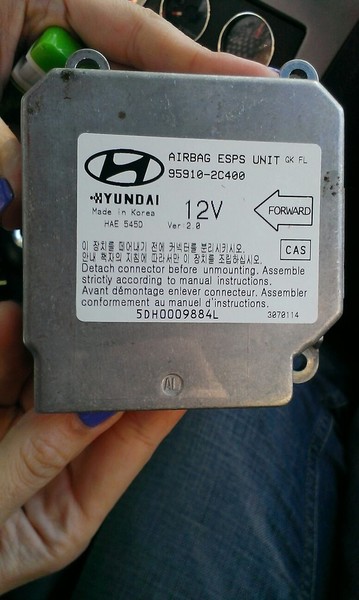 AIRBAG ESPS UNIT GK FL
95910-2C400
HYUNDAI
Made in Korea
HAE 545D
12V
Ver 2.0
FORWARD
CAS
이 장치를 떼어내기 전에 커넥터를 분리시키시오.
안내 책자의 지침에 따라서만 이 장치를 조립하십시오.
Detach connector before unmounting. Assemble
strictly according to manual instructions.
Avant démontage enlever connecteur. Assembler
conformement au manuel d'instructions.
5DH0009884L
3070114
AL